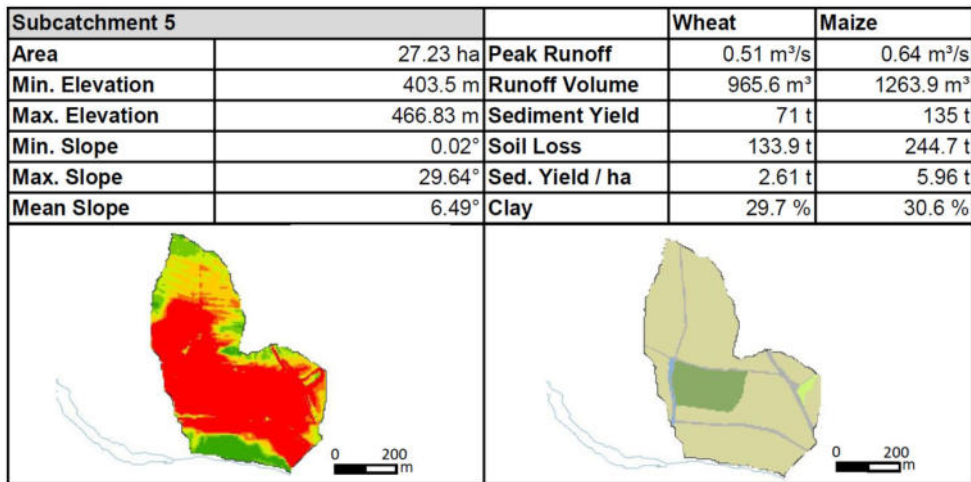 Subcatchment 5 Wheat Maize
Area 27.23 ha Peak Runoff 0.51 m³/s 0.64 m³/s
Min. Elevation 403.5 m Runoff Volume 965.6 m³ 1263.9 m³
Max. Elevation 466.83 m Sediment Yield 71 t 135 t
Min. Slope 0.02° Soil Loss 133.9 t 244.7 t
Max. Slope 29.64° Sed. Yield / ha 2.61 t 5.96 t
Mean Slope 6.49° Clay 29.7 % 30.6 %
0 200
m
0 200
m